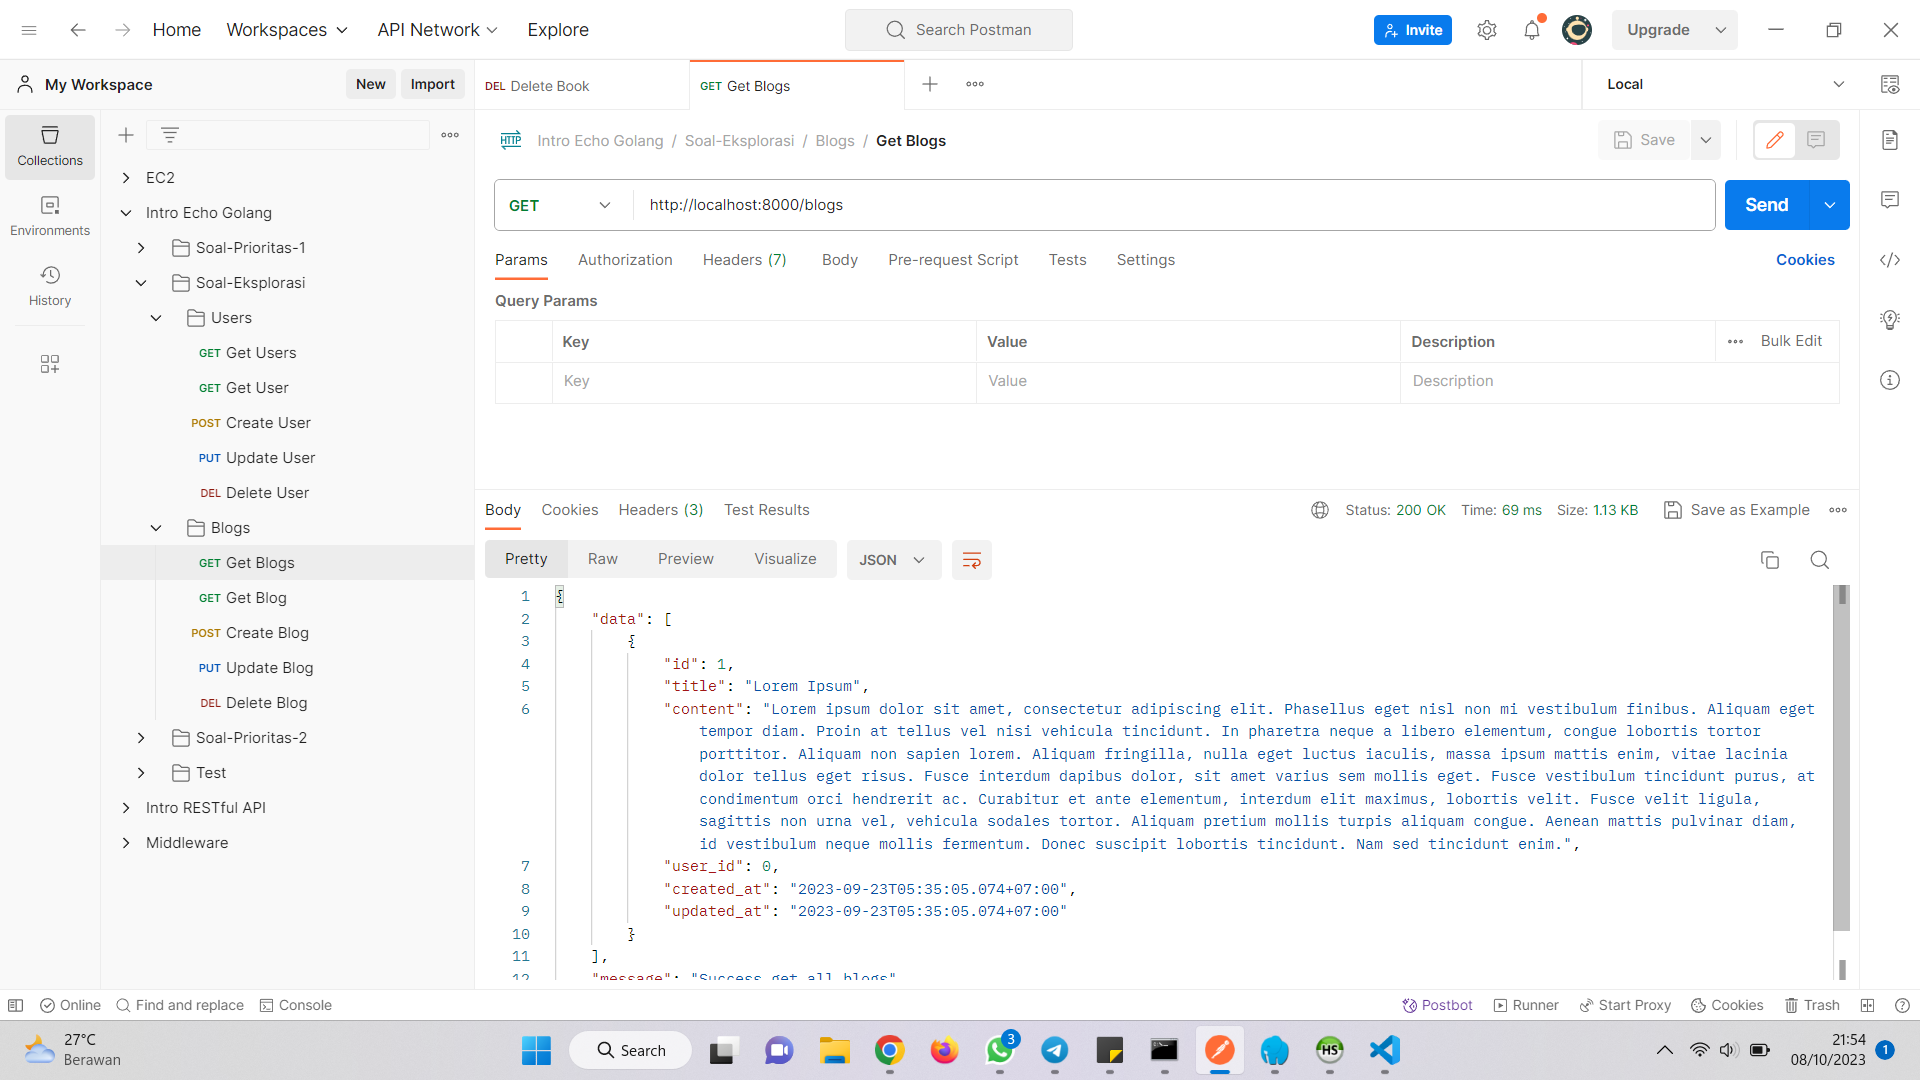 Home Workspaces API Network Explore Search Postman Invite Upgrade
My Workspace New Import DEL Delete Book GET Get Blogs Local
Collections
Environments
History
EC2
Intro Echo Golang
Soal-Prioritas-1
Soal-Eksplorasi
Users
GET Get Users
GET Get User
POST Create User
PUT Update User
DEL Delete User
Blogs
GET Get Blogs
GET Get Blog
POST Create Blog
PUT Update Blog
DEL Delete Blog
Soal-Prioritas-2
Test
Intro RESTful API
Middleware
HTTP Intro Echo Golang / Soal-Eksplorasi / Blogs / Get Blogs Save
GET http://localhost:8000/blogs Send
Params Authorization Headers (7) Body Pre-request Script Tests Settings Cookies
Query Params
Key Value Description Bulk Edit
Key Value Description
Body Cookies Headers (3) Test Results Status: 200 OK Time: 69 ms Size: 1.13 KB Save as Example
Pretty Raw Preview Visualize JSON
1 {
2 "data": [
3 {
4 "id": 1,
5 "title": "Lorem Ipsum",
6 "content": "Lorem ipsum dolor sit amet, consectetur adipiscing elit. Phasellus eget nisl non mi vestibulum finibus. Aliquam eget
tempor diam. Proin at tellus vel nisi vehicula tincidunt. In pharetra neque a libero elementum, congue lobortis tortor
porttitor. Aliquam non sapien lorem. Aliquam fringilla, nulla eget luctus iaculis, massa ipsum mattis enim, vitae lacinia
dolor tellus eget risus. Fusce interdum dapibus dolor, sit amet varius sem mollis eget. Fusce vestibulum tincidunt purus, at
condimentum orci hendrerit ac. Curabitur et ante elementum, interdum elit maximus, lobortis velit. Fusce velit ligula,
sagittis non urna vel, vehicula sodales tortor. Aliquam pretium mollis turpis aliquam congue. Aenean mattis pulvinar diam,
id vestibulum neque mollis fermentum. Donec suscipit lobortis tincidunt. Nam sed tincidunt enim.",
7 "user_id": 0,
8 "created_at": "2023-09-23T05:35:05.074+07:00",
9 "updated_at": "2023-09-23T05:35:05.074+07:00"
10 }
11 ],
12 "message": "Success get all blogs"
Online Find and replace Console Postbot Runner Start Proxy Cookies Trash
27°C
Berawan
Search
3
HS
21:54
08/10/2023
1